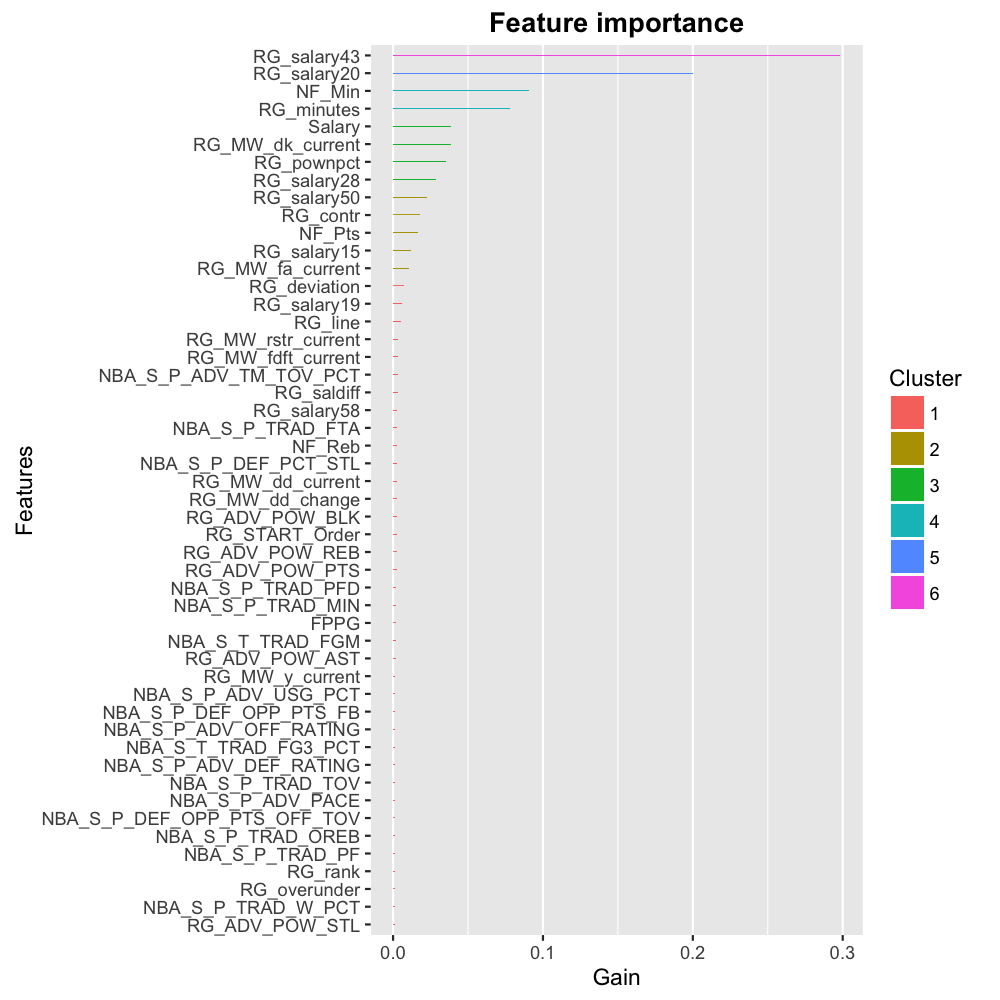 Feature importance
RG_salary43
RG_salary20
NF_Min
RG_minutes
Salary
RG_MW_dk_current
RG_pownpct
RG_salary28
RG_salary50
RG_contr
NF_Pts
RG_salary15
RG_MW_fa_current
RG_deviation
RG_salary19
RG_line
RG_MW_rstr_current
RG_MW_fdft_current
NBA_S_P_ADV_TM_TOV_PCT
RG_saldiff
RG_salary58
NBA_S_P_TRAD_FTA
NF_Reb
NBA_S_P_DEF_PCT_STL
RG_MW_dd_current
RG_MW_dd_change
RG_ADV_POW_BLK
RG_START_Order
RG_ADV_POW_REB
RG_ADV_POW_PTS
NBA_S_P_TRAD_PFD
NBA_S_P_TRAD_MIN
FPPG
NBA_S_T_TRAD_FGM
RG_ADV_POW_AST
RG_MW_y_current
NBA_S_P_ADV_USG_PCT
NBA_S_P_DEF_OPP_PTS_FB
NBA_S_P_ADV_OFF_RATING
NBA_S_T_TRAD_FG3_PCT
NBA_S_P_ADV_DEF_RATING
NBA_S_P_TRAD_TOV
NBA_S_P_ADV_PACE
NBA_S_P_DEF_OPP_PTS_OFF_TOV
NBA_S_P_TRAD_OREB
NBA_S_P_TRAD_PF
RG_rank
RG_overunder
NBA_S_P_TRAD_W_PCT
RG_ADV_POW_STL
Features
0.0 0.1 0.2 0.3
Gain
Cluster
1
2
3
4
5
6